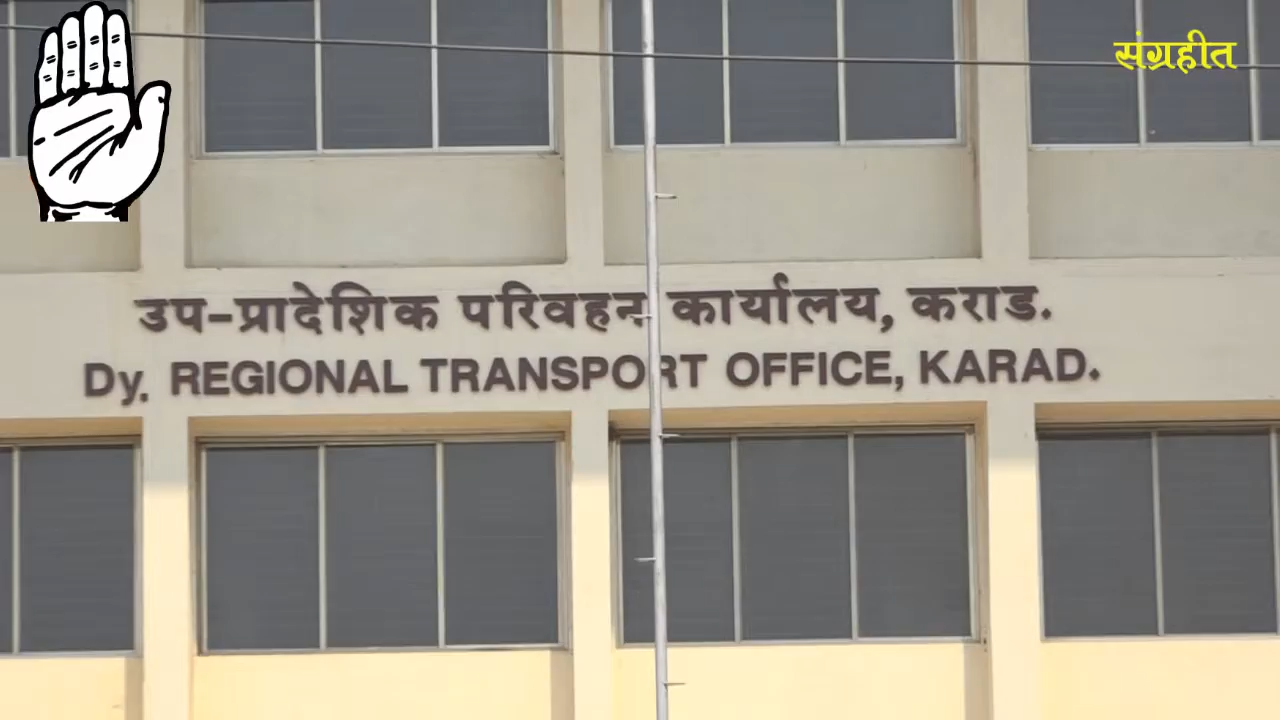 संग्रहीत
उप-प्रादेशिक परिवहन कार्यालय, कराड.
Dy. REGIONAL TRANSPORT OFFICE, KARAD.